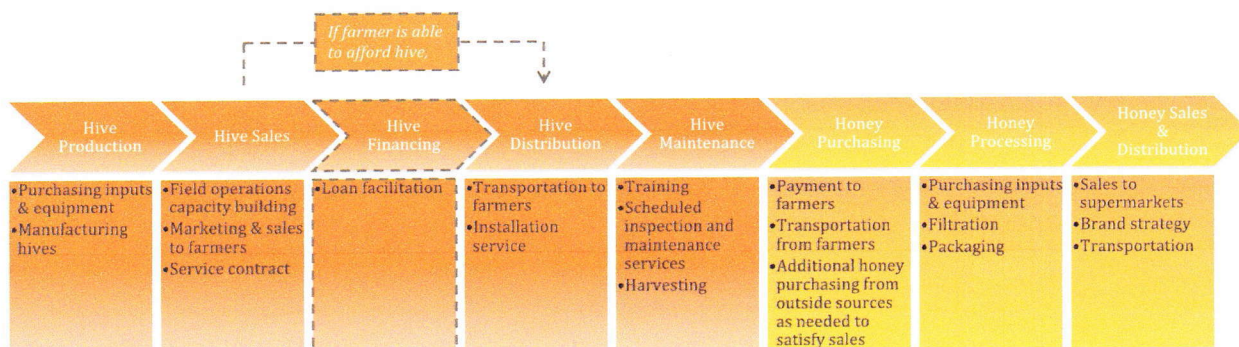 If farmer is able
to afford hive,
Hive
Production
Hive Sales
Hive
Financing
Hive
Distribution
Hive
Maintenance
Honey
Purchasing
Honey
Processing
Honey Sales
&
Distribution
•Purchasing inputs
& equipment
•Manufacturing
hives
•Field operations
capacity building
•Marketing & sales
to farmers
•Service contract
•Loan facilitation
•Transportation to
farmers
•Installation
service
•Training
•Scheduled
inspection and
maintenance
services
•Harvesting
•Payment to
farmers
•Transportation
from farmers
•Additional honey
purchasing from
outside sources
as needed to
satisfy sales
•Purchasing inputs
& equipment
•Filtration
•Packaging
•Sales to
supermarkets
•Brand strategy
•Transportation